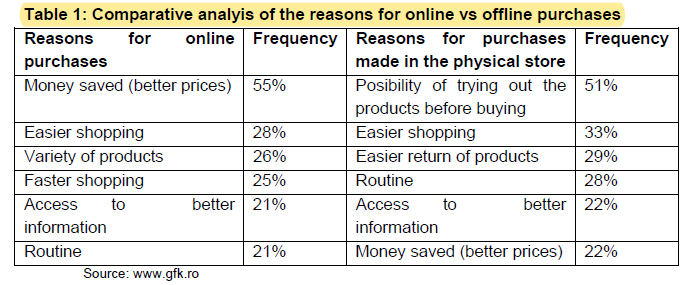 Table 1: Comparative analyis of the reasons for online vs offline purchases
Reasons for online purchases | Frequency | Reasons for purchases made in the physical store | Frequency
Money saved (better prices) | 55% | Posibility of trying out the products before buying | 51%
Easier shopping | 28% | Easier shopping | 33%
Variety of products | 26% | Easier return of products | 29%
Faster shopping | 25% | Routine | 28%
Access to better information | 21% | Access to better information | 22%
Routine | 21% | Money saved (better prices) | 22%
Source: www.gfk.ro